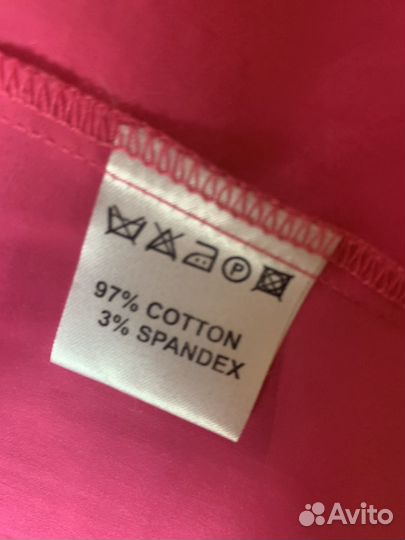 P
97% COTTON
3% SPANDEX
Avito